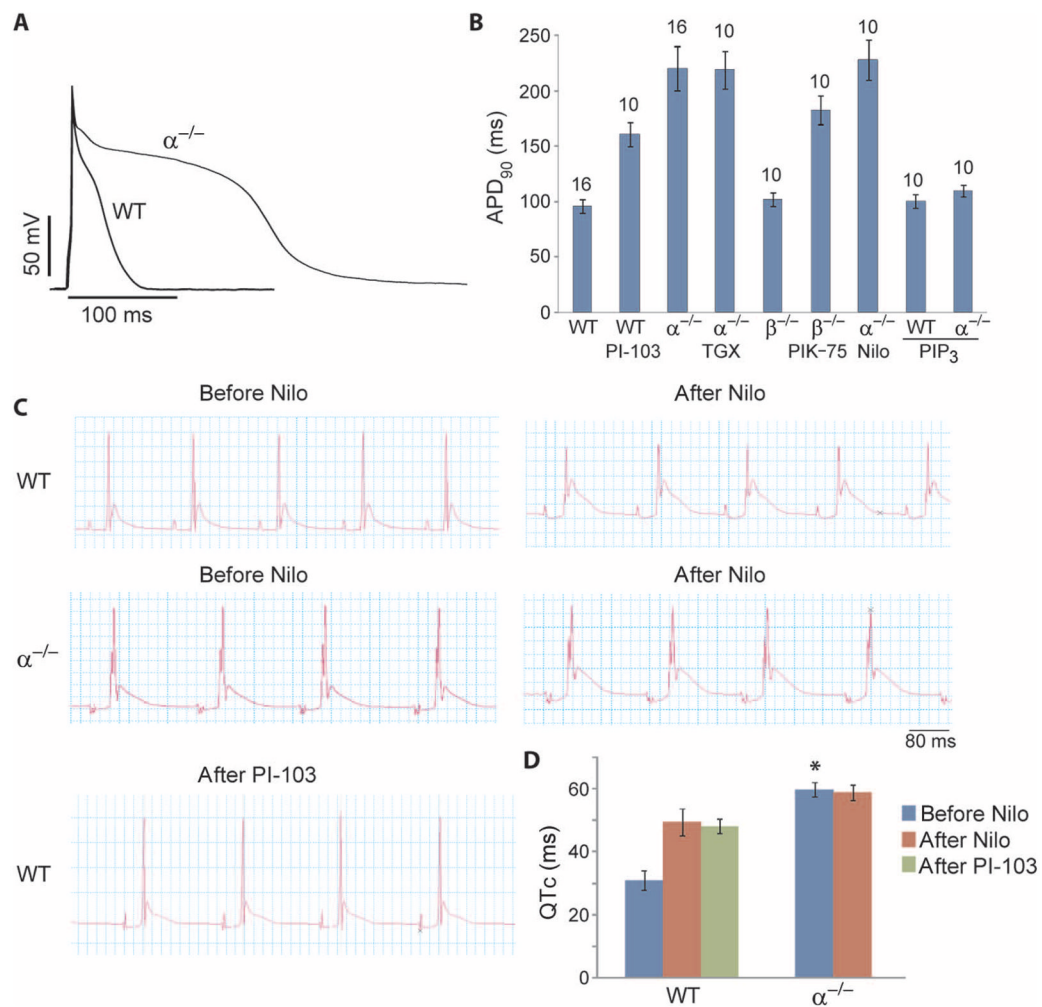 A
α−/−
WT
50 mV
100 ms
B
APD90 (ms)
250
200
150
100
50
0
16
10
16
10
10
10
10
10
10
WT WT α−/− α−/− β−/− β−/− α−/− WT α−/−
PI-103 TGX PIK-75 Nilo PIP3
C
Before Nilo
After Nilo
WT
Before Nilo
After Nilo
α−/−
80 ms
After PI-103
WT
D
QTc (ms)
60
40
20
0
*
WT α−/−
Before Nilo
After Nilo
After PI-103